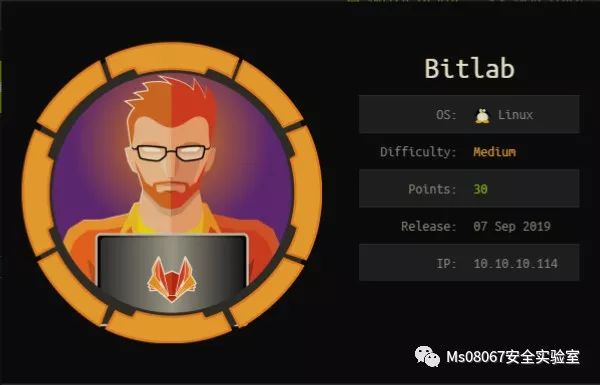 Bitlab
OS: Linux
Difficulty: Medium
Points: 30
Release: 07 Sep 2019
IP: 10.10.10.114
Ms08067安全实验室